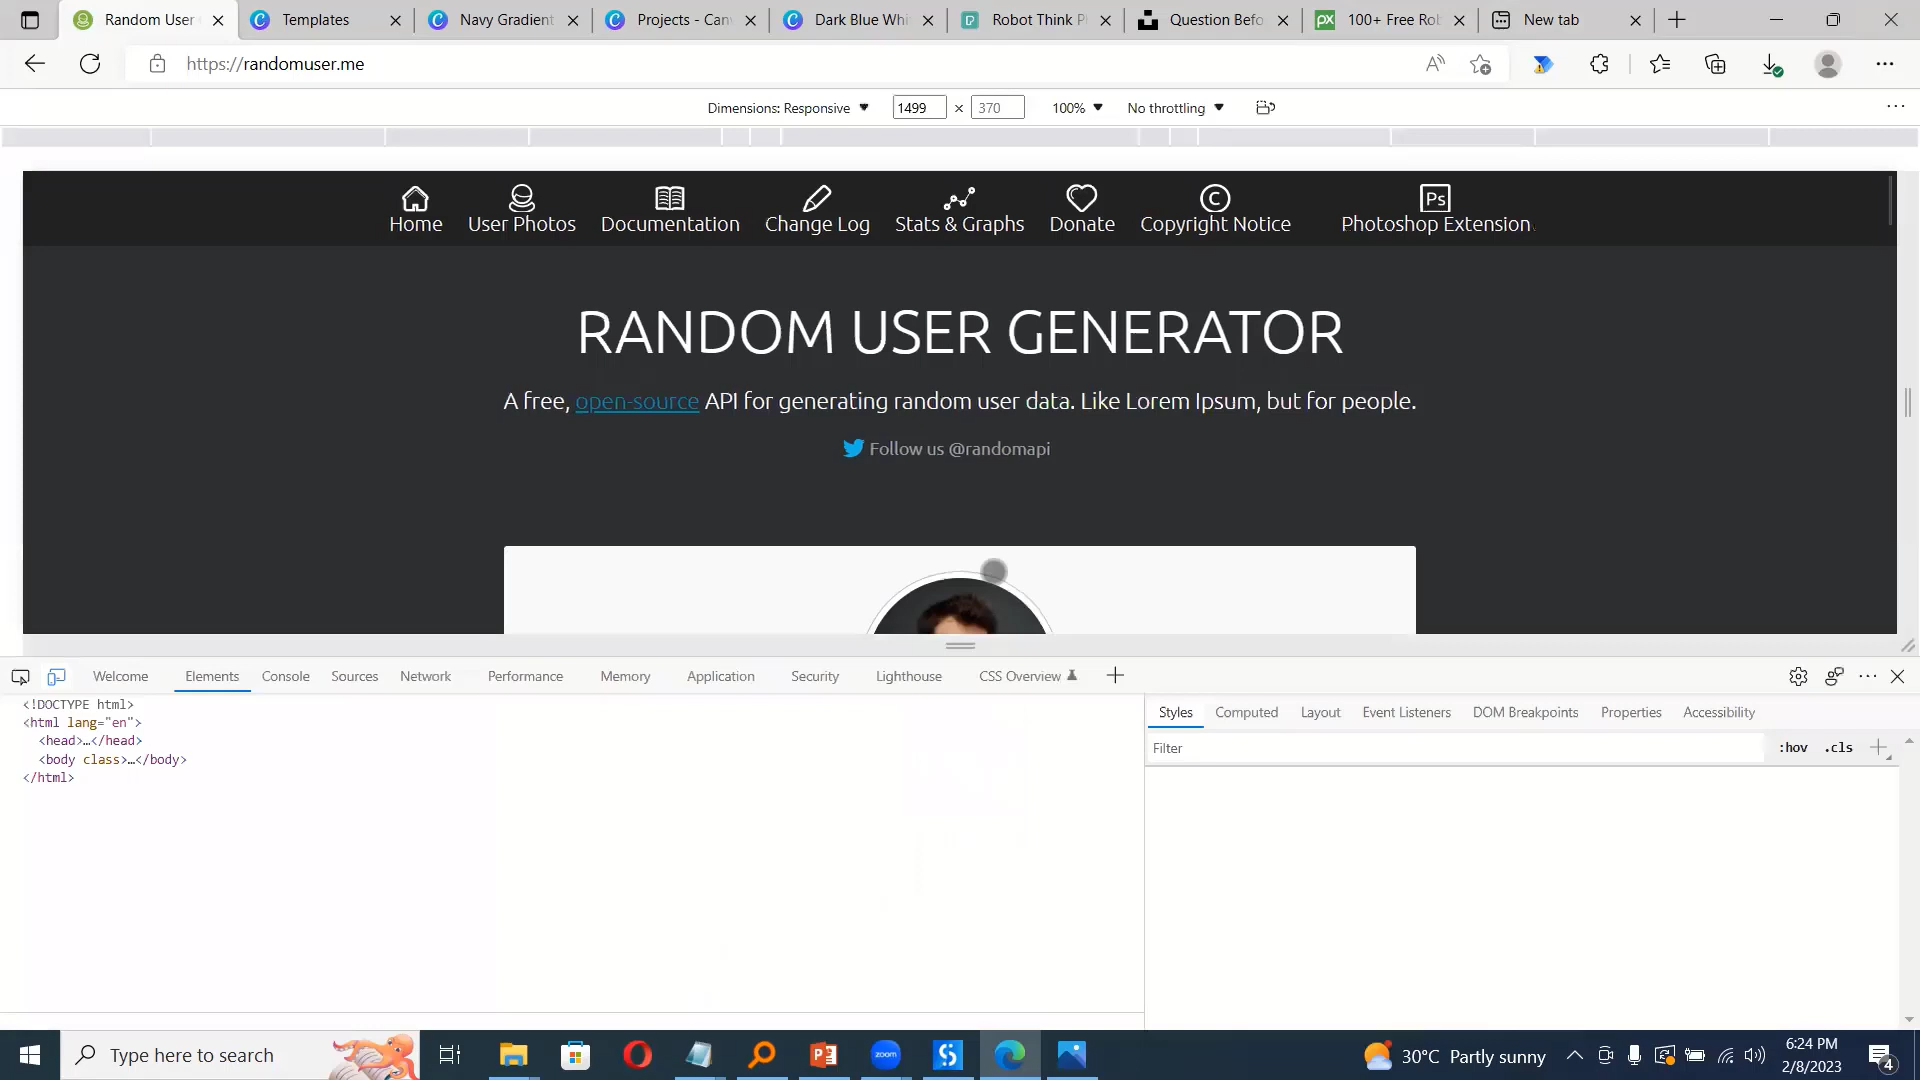 Random User
Templates
Navy Gradient
Projects - Can
Dark Blue Whi
Robot Think P
Question Befo
100+ Free Ro
New tab
https://randomuser.me
Dimensions: Responsive
1499 × 370
100%
No throttling
Home
User Photos
Documentation
Change Log
Stats & Graphs
Donate
Copyright Notice
Ps
Photoshop Extension
RANDOM USER GENERATOR
A free, open-source API for generating random user data. Like Lorem Ipsum, but for people.
Follow us @randomapi
Welcome
Elements
Console
Sources
Network
Performance
Memory
Application
Security
Lighthouse
CSS Overview
<!DOCTYPE html>
<html lang="en">
<head>…</head>
<body class>…</body>
</html>
Styles
Computed
Layout
Event Listeners
DOM Breakpoints
Properties
Accessibility
Filter
:hov .cls
Type here to search
zoom
30°C Partly sunny
6:24 PM
2/8/2023
4